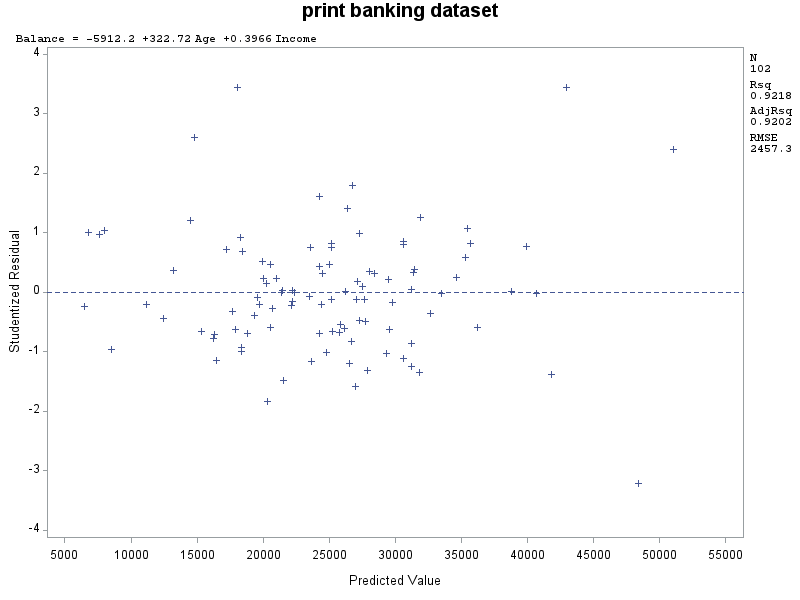 print banking dataset
Balance = -5912.2 +322.72 Age +0.3966 Income
N
102
Rsq
0.9218
AdjRsq
0.9202
RMSE
2457.3
4
3
2
1
0
-1
-2
-3
-4
Studentized Residual
5000 10000 15000 20000 25000 30000 35000 40000 45000 50000 55000
Predicted Value